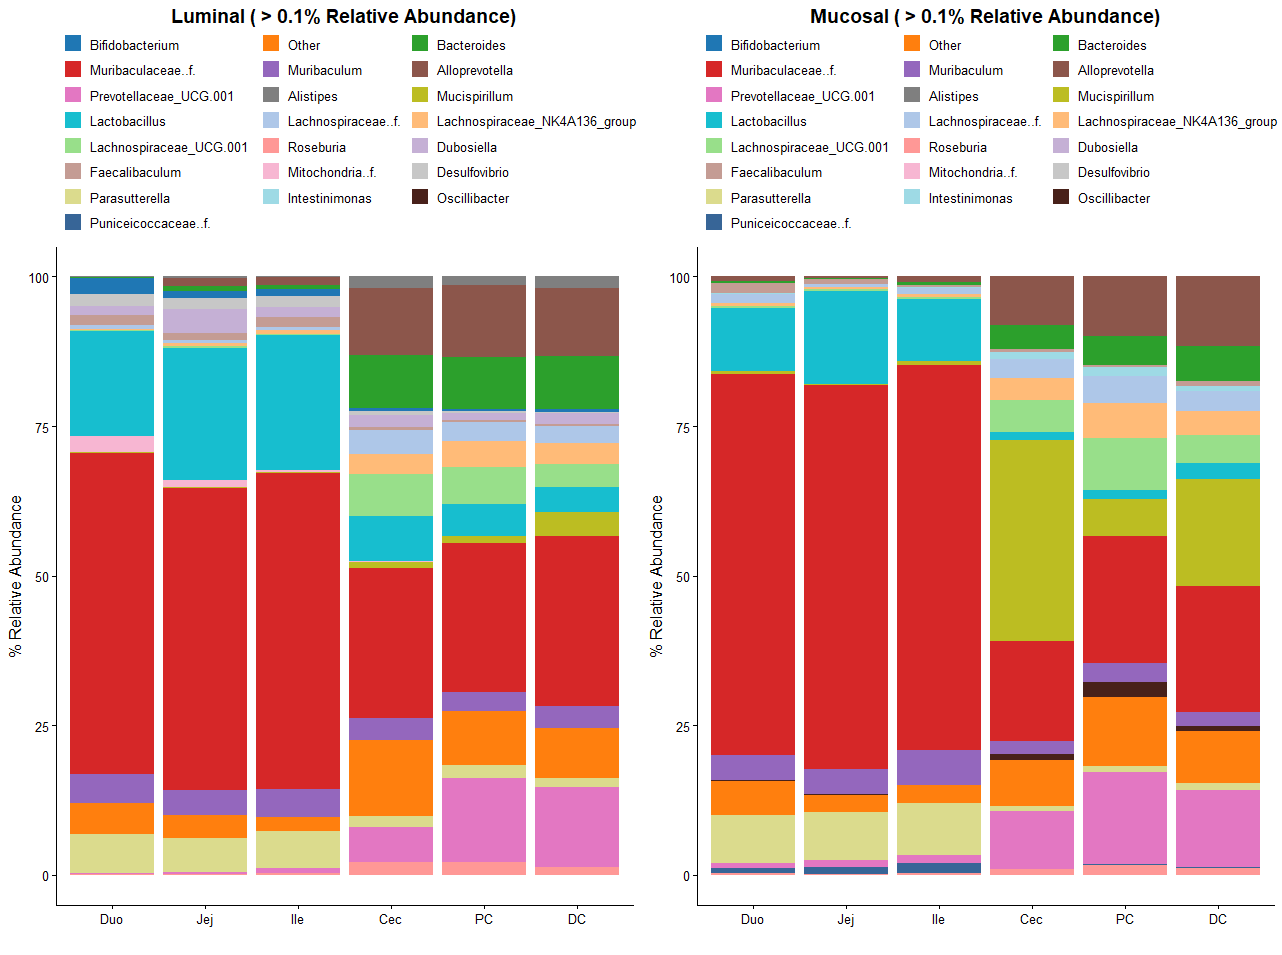 Luminal ( > 0.1% Relative Abundance)
Bifidobacterium Other Bacteroides
Muribaculaceae..f. Muribaculum Alloprevotella
Prevotellaceae_UCG.001 Alistipes Mucispirillum
Lactobacillus Lachnospiraceae..f. Lachnospiraceae_NK4A136_group
Lachnospiraceae_UCG.001 Roseburia Dubosiella
Faecalibaculum Mitochondria..f. Desulfovibrio
Parasutterella Intestinimonas Oscillibacter
Puniceicoccaceae..f.
% Relative Abundance
100
75
50
25
0
Duo Jej Ile Cec PC DC
Mucosal ( > 0.1% Relative Abundance)
Bifidobacterium Other Bacteroides
Muribaculaceae..f. Muribaculum Alloprevotella
Prevotellaceae_UCG.001 Alistipes Mucispirillum
Lactobacillus Lachnospiraceae..f. Lachnospiraceae_NK4A136_group
Lachnospiraceae_UCG.001 Roseburia Dubosiella
Faecalibaculum Mitochondria..f. Desulfovibrio
Parasutterella Intestinimonas Oscillibacter
Puniceicoccaceae..f.
% Relative Abundance
100
75
50
25
0
Duo Jej Ile Cec PC DC